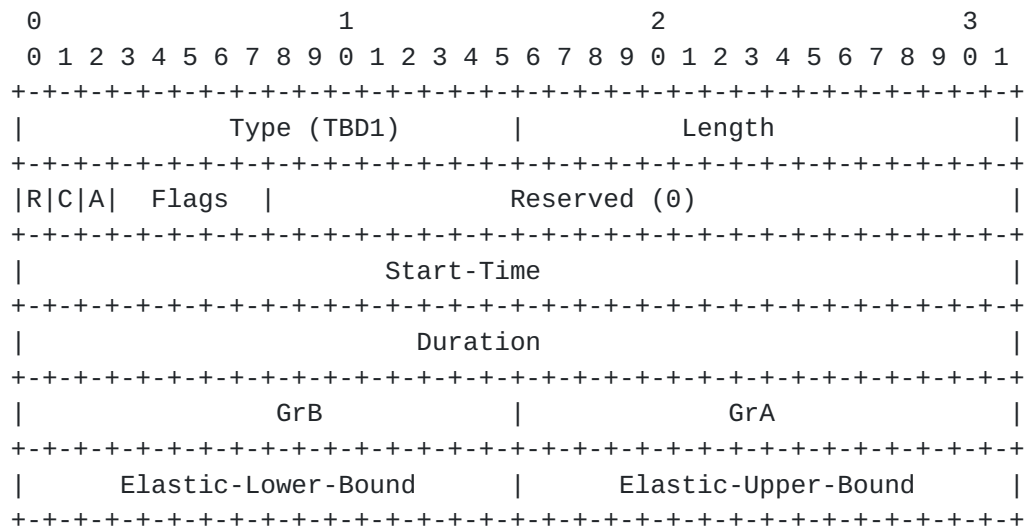 0                   1                   2                   3
 0 1 2 3 4 5 6 7 8 9 0 1 2 3 4 5 6 7 8 9 0 1 2 3 4 5 6 7 8 9 0 1
+-+-+-+-+-+-+-+-+-+-+-+-+-+-+-+-+-+-+-+-+-+-+-+-+-+-+-+-+-+-+-+-+
|             Type (TBD1)       |          Length               |
+-+-+-+-+-+-+-+-+-+-+-+-+-+-+-+-+-+-+-+-+-+-+-+-+-+-+-+-+-+-+-+-+
|R|C|A|  Flags  |               Reserved (0)                    |
+-+-+-+-+-+-+-+-+-+-+-+-+-+-+-+-+-+-+-+-+-+-+-+-+-+-+-+-+-+-+-+-+
|                       Start-Time                              |
+-+-+-+-+-+-+-+-+-+-+-+-+-+-+-+-+-+-+-+-+-+-+-+-+-+-+-+-+-+-+-+-+
|                         Duration                              |
+-+-+-+-+-+-+-+-+-+-+-+-+-+-+-+-+-+-+-+-+-+-+-+-+-+-+-+-+-+-+-+-+
|                GrB            |             GrA               |
+-+-+-+-+-+-+-+-+-+-+-+-+-+-+-+-+-+-+-+-+-+-+-+-+-+-+-+-+-+-+-+-+
|      Elastic-Lower-Bound      |      Elastic-Upper-Bound      |
+-+-+-+-+-+-+-+-+-+-+-+-+-+-+-+-+-+-+-+-+-+-+-+-+-+-+-+-+-+-+-+-+